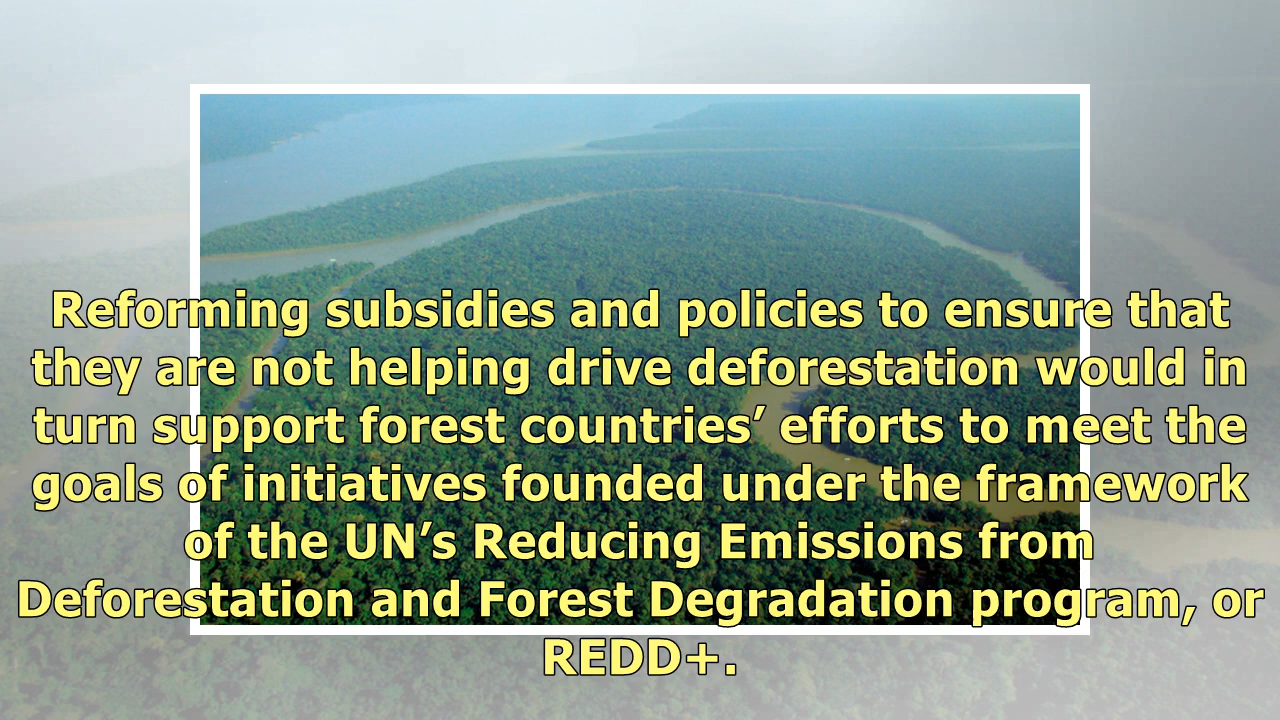 Reforming subsidies and policies to ensure that
they are not helping drive deforestation would in
turn support forest countries’ efforts to meet the
goals of initiatives founded under the framework
of the UN’s Reducing Emissions from
Deforestation and Forest Degradation program, or
REDD+.